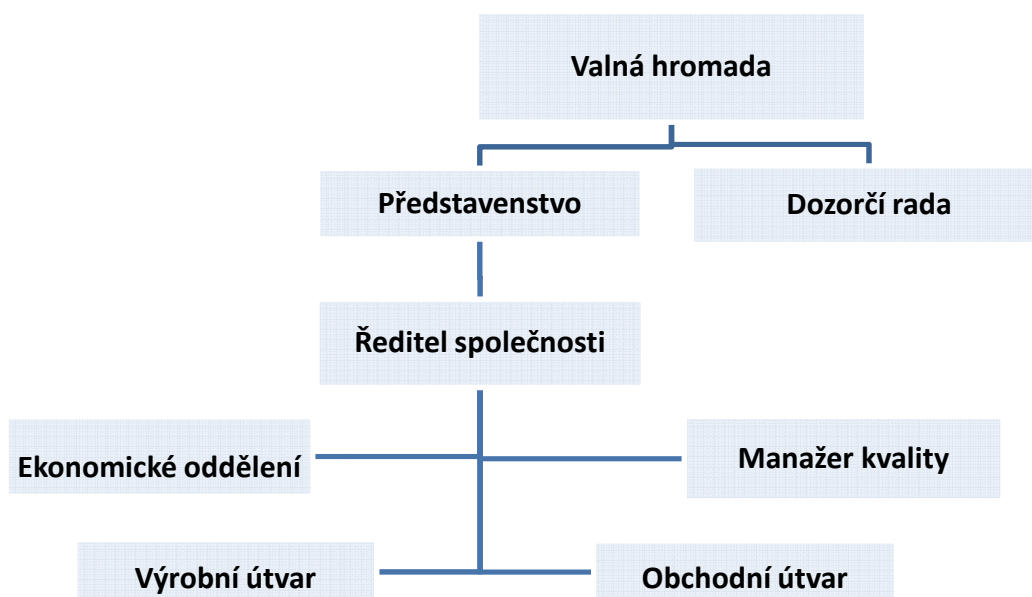 Valná hromada
Představenstvo
Dozorčí rada
Ředitel společnosti
Ekonomické oddělení
Manažer kvality
Výrobní útvar
Obchodní útvar